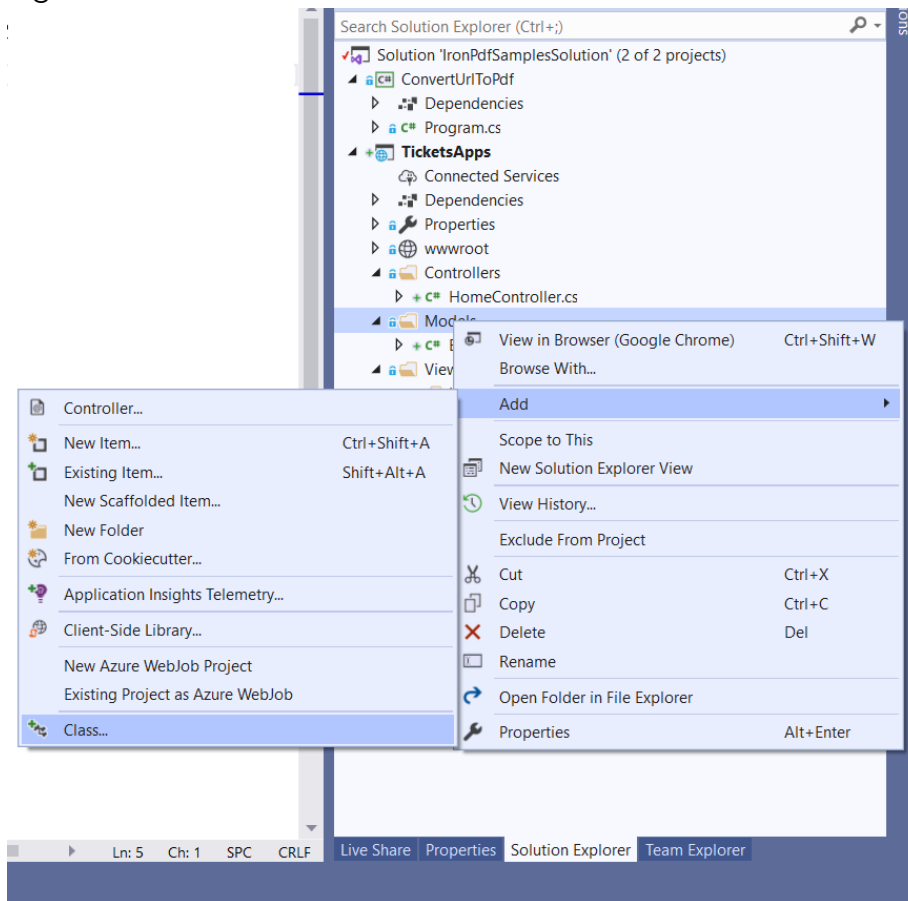 Search Solution Explorer (Ctrl+;)
Solution 'IronPdfSamplesSolution' (2 of 2 projects)
C# ConvertUrlToPdf
Dependencies
C# Program.cs
TicketsApps
Connected Services
Dependencies
Properties
wwwroot
Controllers
C# HomeController.cs
Models
C#
View
View in Browser (Google Chrome) Ctrl+Shift+W
Browse With...
Add
Scope to This
New Solution Explorer View
View History...
Exclude From Project
Cut Ctrl+X
Copy Ctrl+C
Delete Del
Rename
Open Folder in File Explorer
Properties Alt+Enter
Controller...
New Item... Ctrl+Shift+A
Existing Item... Shift+Alt+A
New Scaffolded Item...
New Folder
From Cookiecutter...
Application Insights Telemetry...
Client-Side Library...
New Azure WebJob Project
Existing Project as Azure WebJob
Class...
Ln: 5 Ch: 1 SPC CRLF
Live Share Properties Solution Explorer Team Explorer